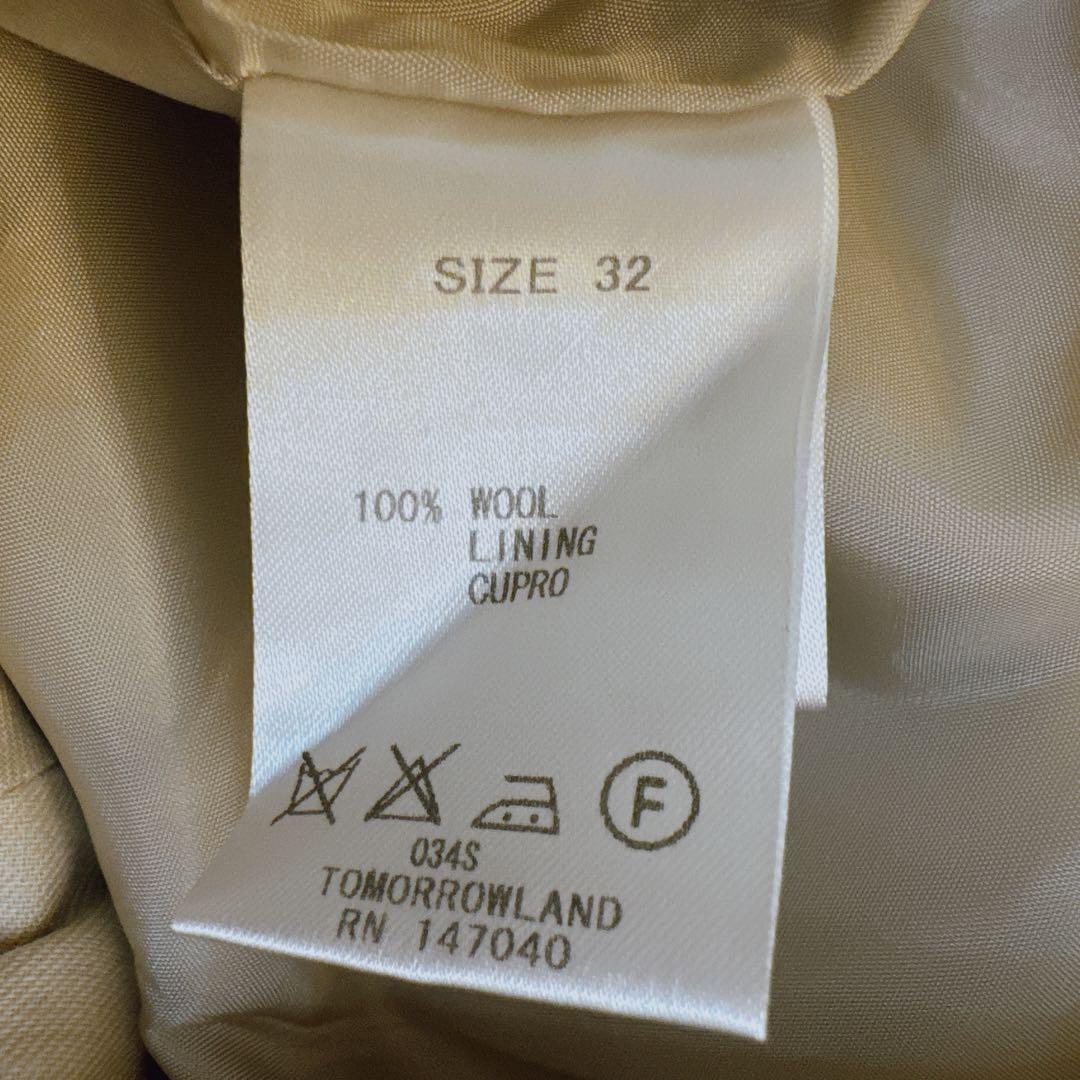 SIZE 32
100% WOOL
LINING
CUPRO
F
034S
TOMORROWLAND
RN 147040